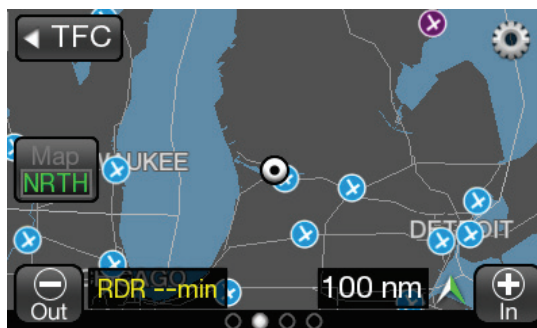 TFC
Map
NRTH
UKEE
DETROIT
RDR --min
100 nm
Out
In